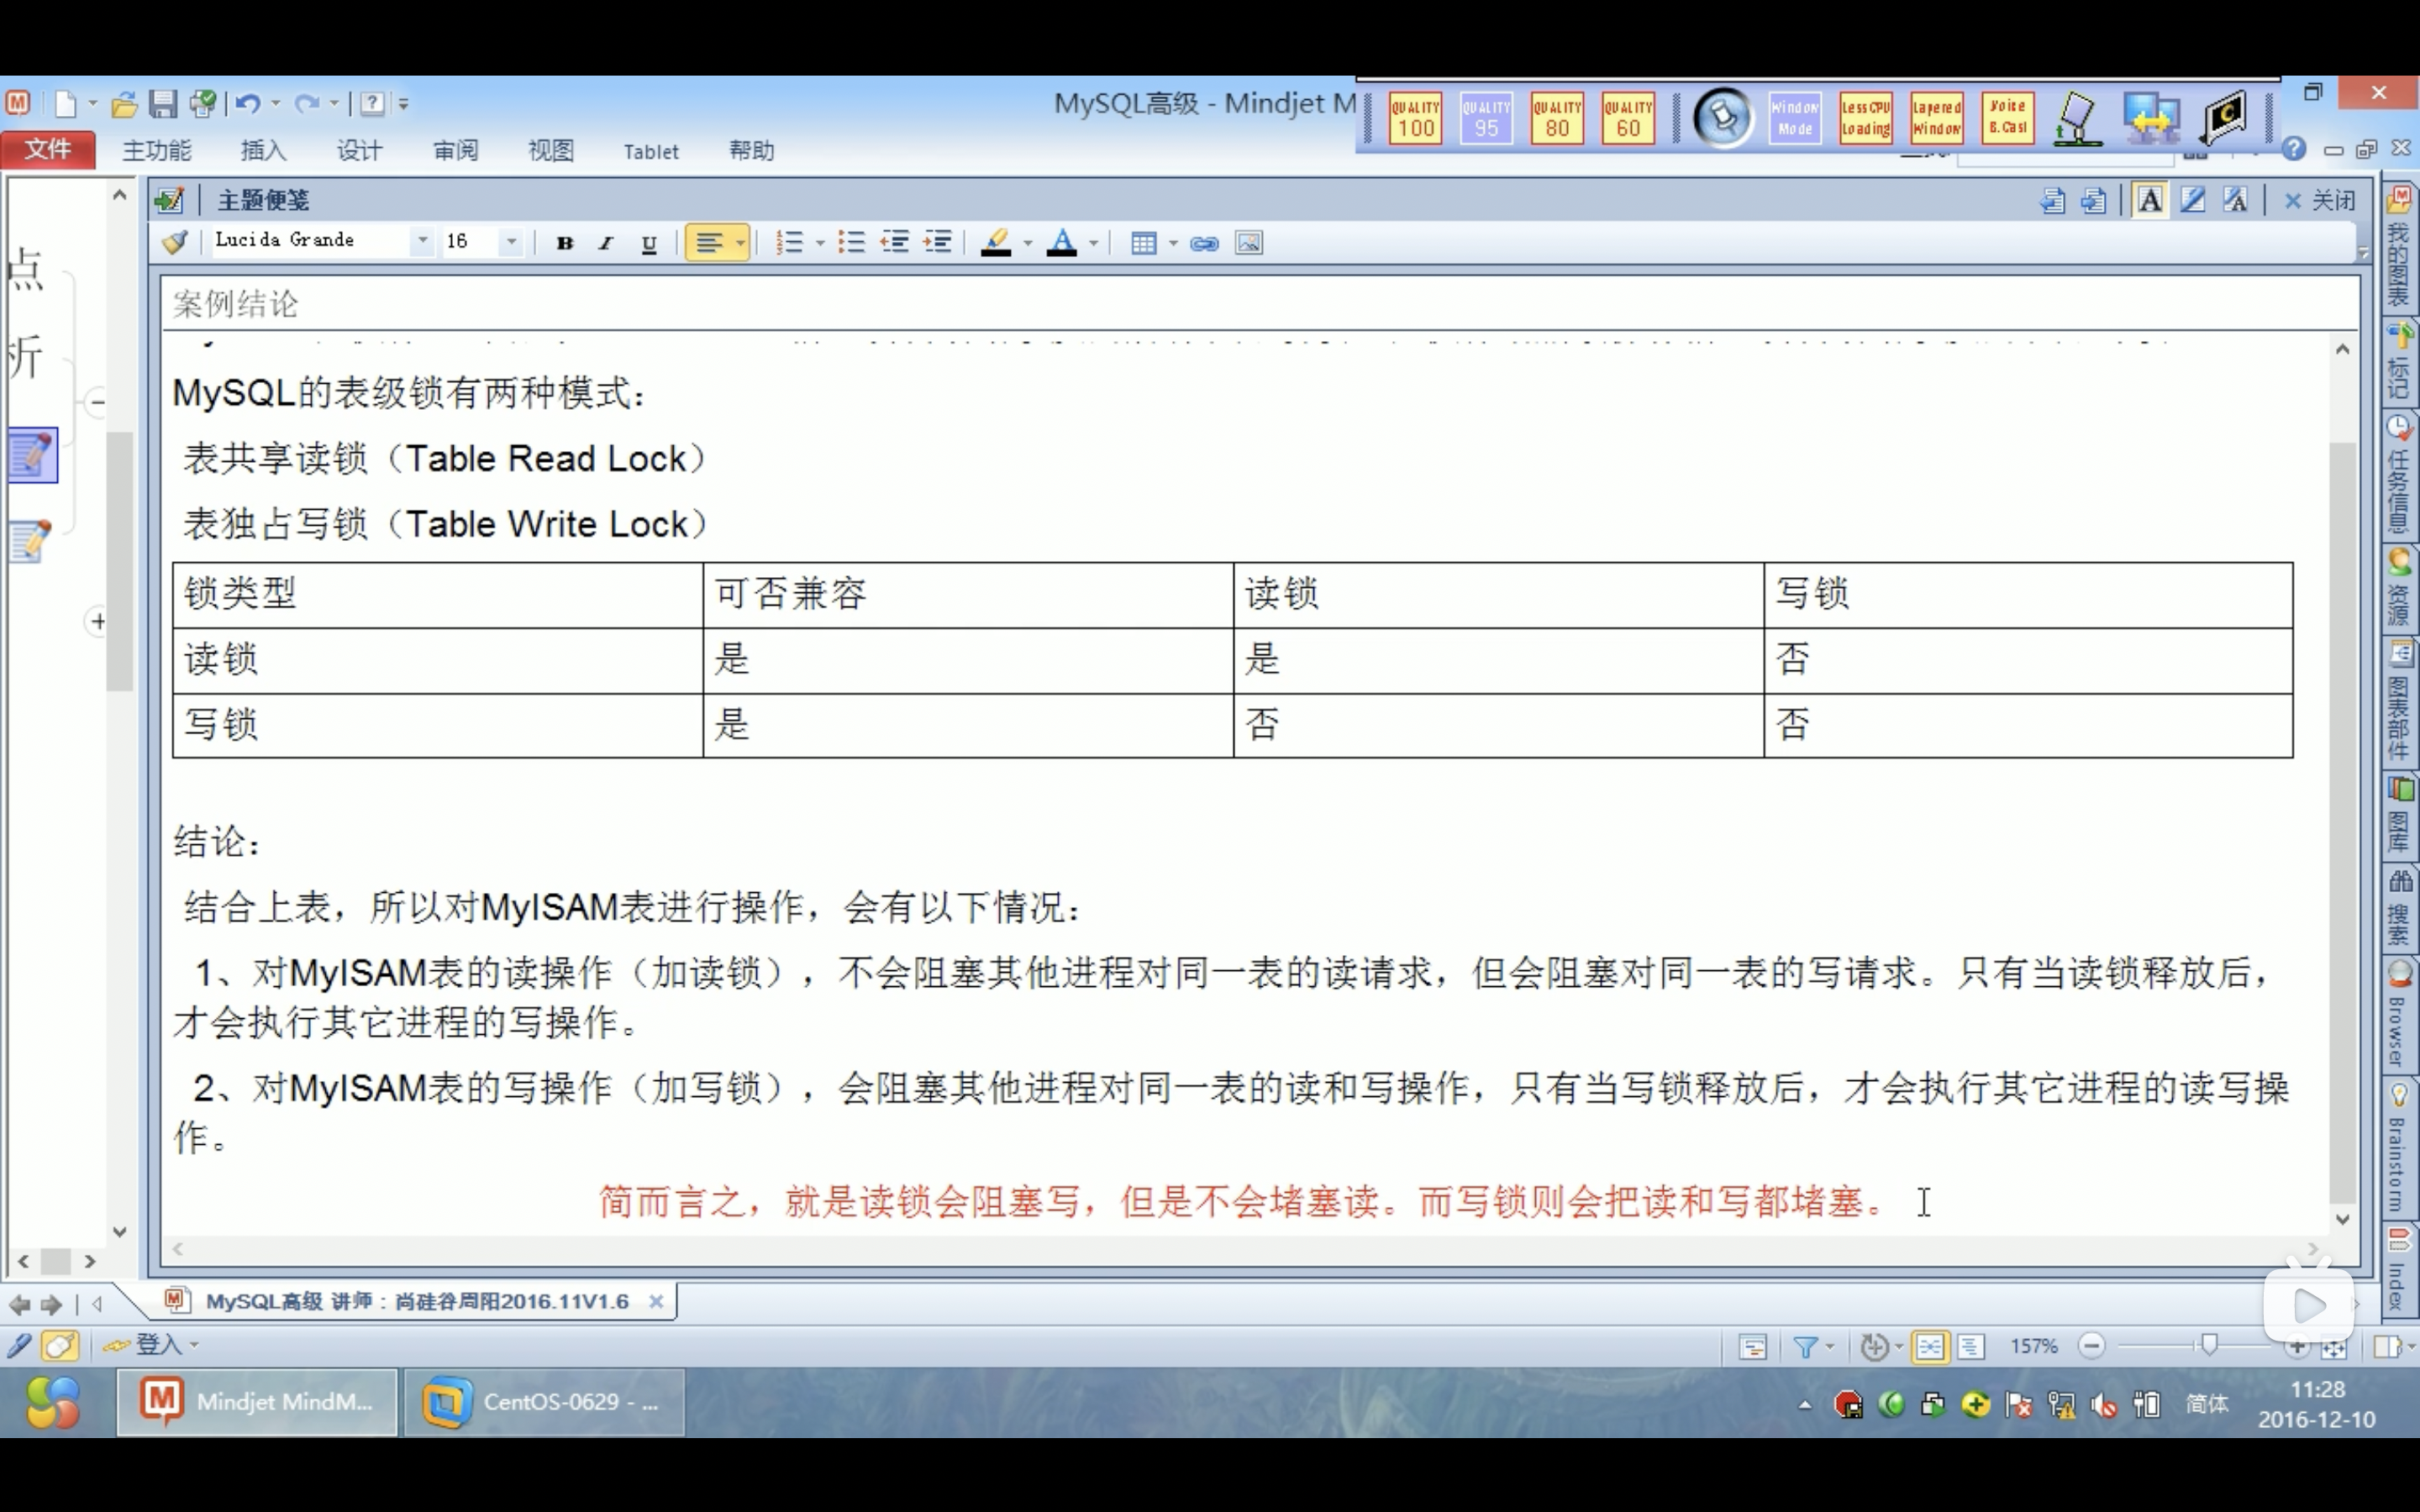 MySQL高级 - Mindjet M
QUALITY 100
QUALITY 95
QUALITY 80
QUALITY 60
Window Mode
Less CPU Loading
Layered Window
Voice B.Cast
文件 主功能 插入 设计 审阅 视图 Tablet 帮助
主题便笺
关闭
Lucida Grande 16 B I U
点
析
案例结论
MySQL的表级锁有两种模式：
表共享读锁（Table Read Lock）
表独占写锁（Table Write Lock）
锁类型 可否兼容 读锁 写锁
读锁 是 是 否
写锁 是 否 否
结论：
结合上表，所以对MyISAM表进行操作，会有以下情况：
1、对MyISAM表的读操作（加读锁），不会阻塞其他进程对同一表的读请求，但会阻塞对同一表的写请求。只有当读锁释放后，
才会执行其它进程的写操作。
2、对MyISAM表的写操作（加写锁），会阻塞其他进程对同一表的读和写操作，只有当写锁释放后，才会执行其它进程的读写操
作。
简而言之，就是读锁会阻塞写，但是不会堵塞读。而写锁则会把读和写都堵塞。
我的图表
标记
任务信息
资源
图表部件
图库
搜索
Browser
Brainstorm
Index
MySQL高级 讲师：尚硅谷周阳2016.11V1.6
登入
157%
Mindjet MindM...
CentOS-0629 - ...
简体
11:28
2016-12-10